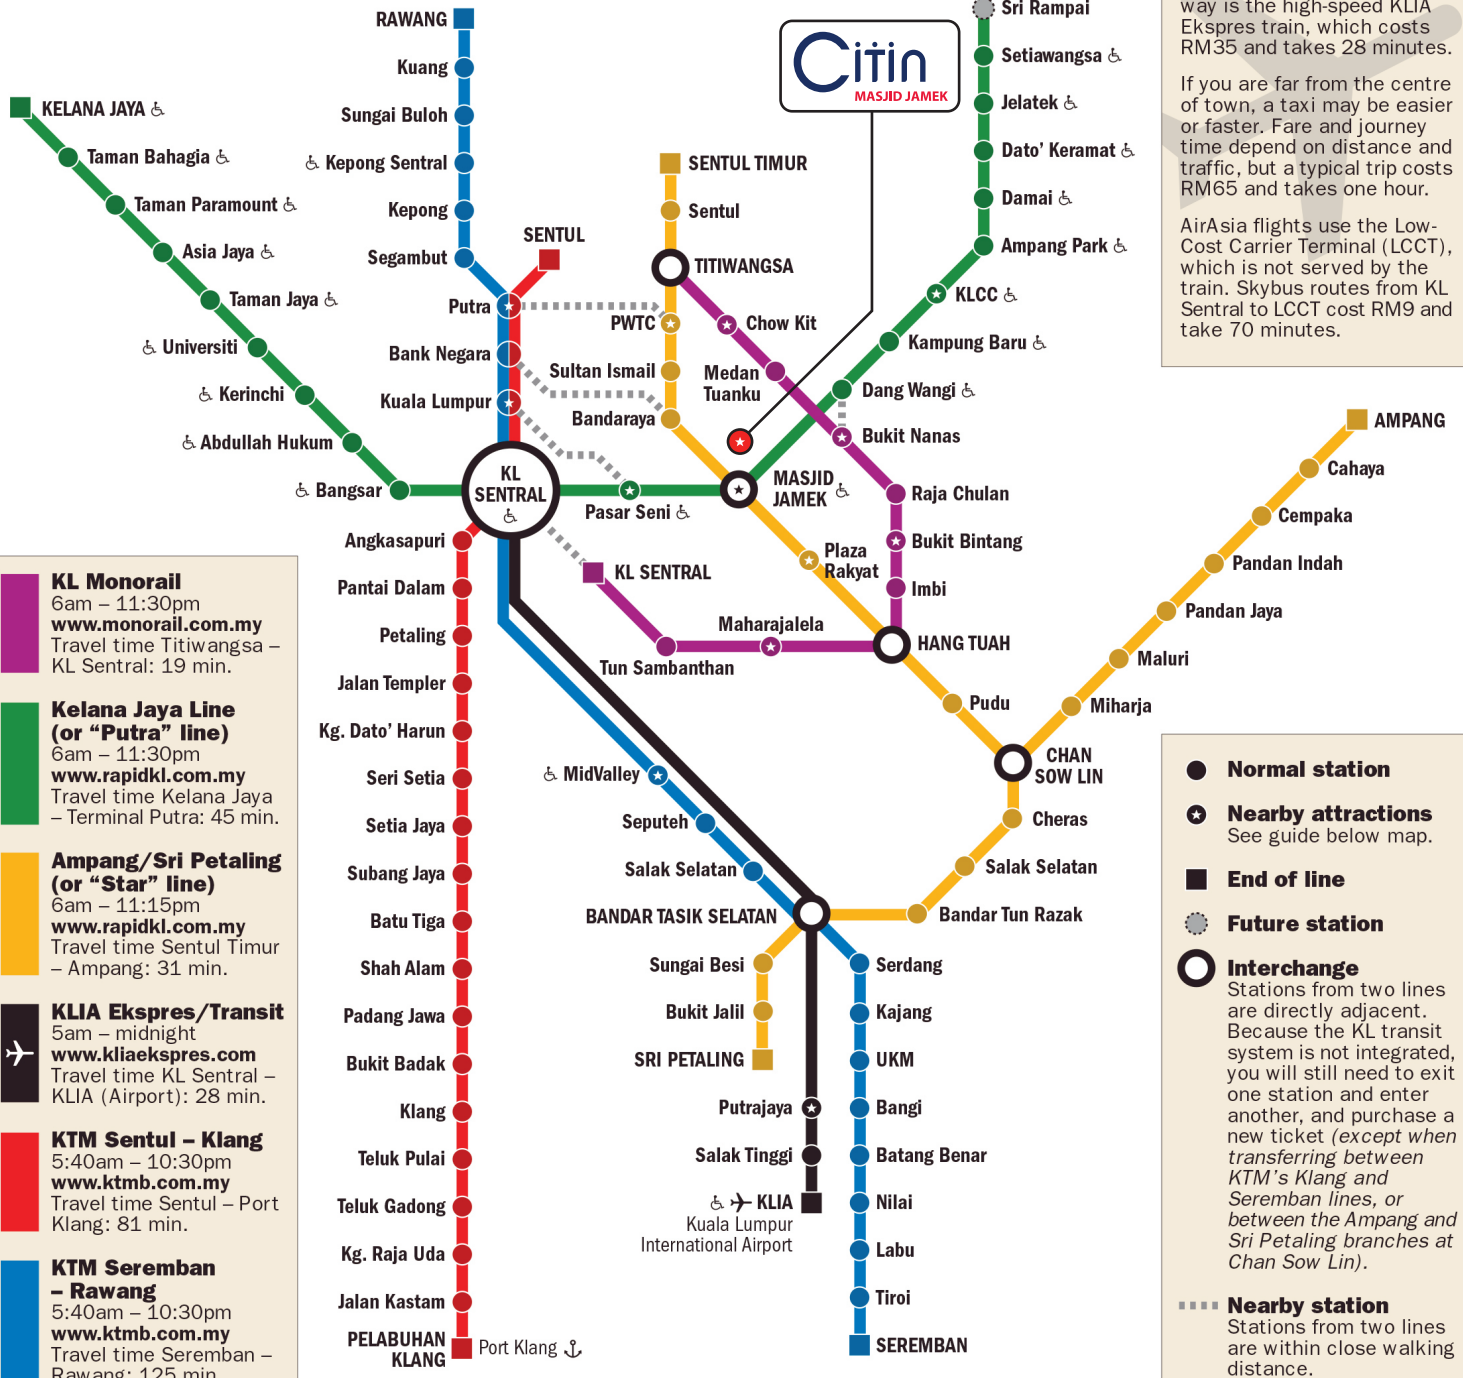 RAWANG
Kuang
Sungai Buloh
Kepong Sentral
Kepong
Segambut
Putra
Bank Negara
Kuala Lumpur
KL
SENTRAL
SENTUL
KELANA JAYA
Taman Bahagia
Taman Paramount
Asia Jaya
Taman Jaya
Universiti
Kerinchi
Abdullah Hukum
Bangsar
Pasar Seni
MASJID
JAMEK
Dang Wangi
Kampung Baru
KLCC
Ampang Park
Damai
Dato’ Keramat
Jelatek
Setiawangsa
Sri Rampai
Citin
MASJID JAMEK
SENTUL TIMUR
Sentul
TITIWANGSA
PWTC
Sultan Ismail
Bandaraya
Chow Kit
Medan
Tuanku
Bukit Nanas
Raja Chulan
Bukit Bintang
Imbi
HANG TUAH
Maharajalela
Tun Sambanthan
KL SENTRAL
Plaza
Rakyat
Pudu
CHAN
SOW LIN
Miharja
Maluri
Pandan Jaya
Pandan Indah
Cempaka
Cahaya
AMPANG
Cheras
Salak Selatan
Bandar Tun Razak
BANDAR TASIK SELATAN
Sungai Besi
Bukit Jalil
SRI PETALING
MidValley
Seputeh
Salak Selatan
Serdang
Kajang
UKM
Bangi
Batang Benar
Nilai
Labu
Tiroi
SEREMBAN
Putrajaya
Salak Tinggi
KLIA
Kuala Lumpur
International Airport
Angkasapuri
Pantai Dalam
Petaling
Jalan Templer
Kg. Dato’ Harun
Seri Setia
Setia Jaya
Subang Jaya
Batu Tiga
Shah Alam
Padang Jawa
Bukit Badak
Klang
Teluk Pulai
Teluk Gadong
Kg. Raja Uda
Jalan Kastam
PELABUHAN
KLANG
Port Klang
KL Monorail
6am – 11:30pm
www.monorail.com.my
Travel time Titiwangsa –
KL Sentral: 19 min.
Kelana Jaya Line
(or “Putra” line)
6am – 11:30pm
www.rapidkl.com.my
Travel time Kelana Jaya
– Terminal Putra: 45 min.
Ampang/Sri Petaling
(or “Star” line)
6am – 11:15pm
www.rapidkl.com.my
Travel time Sentul Timur
– Ampang: 31 min.
KLIA Ekspres/Transit
5am – midnight
www.kliaekspres.com
Travel time KL Sentral –
KLIA (Airport): 28 min.
KTM Sentul – Klang
5:40am – 10:30pm
www.ktmb.com.my
Travel time Sentul – Port
Klang: 81 min.
KTM Seremban
– Rawang
5:40am – 10:30pm
www.ktmb.com.my
Travel time Seremban –
Rawang: 125 min.
way is the high-speed KLIA
Ekspres train, which costs
RM35 and takes 28 minutes.
If you are far from the centre
of town, a taxi may be easier
or faster. Fare and journey
time depend on distance and
traffic, but a typical trip costs
RM65 and takes one hour.
AirAsia flights use the Low-
Cost Carrier Terminal (LCCT),
which is not served by the
train. Skybus routes from KL
Sentral to LCCT cost RM9 and
take 70 minutes.
Normal station
Nearby attractions
See guide below map.
End of line
Future station
Interchange
Stations from two lines
are directly adjacent.
Because the KL transit
system is not integrated,
you will still need to exit
one station and enter
another, and purchase a
new ticket (except when
transferring between
KTM’s Klang and
Seremban lines, or
between the Ampang and
Sri Petaling branches at
Chan Sow Lin).
Nearby station
Stations from two lines
are within close walking
distance.